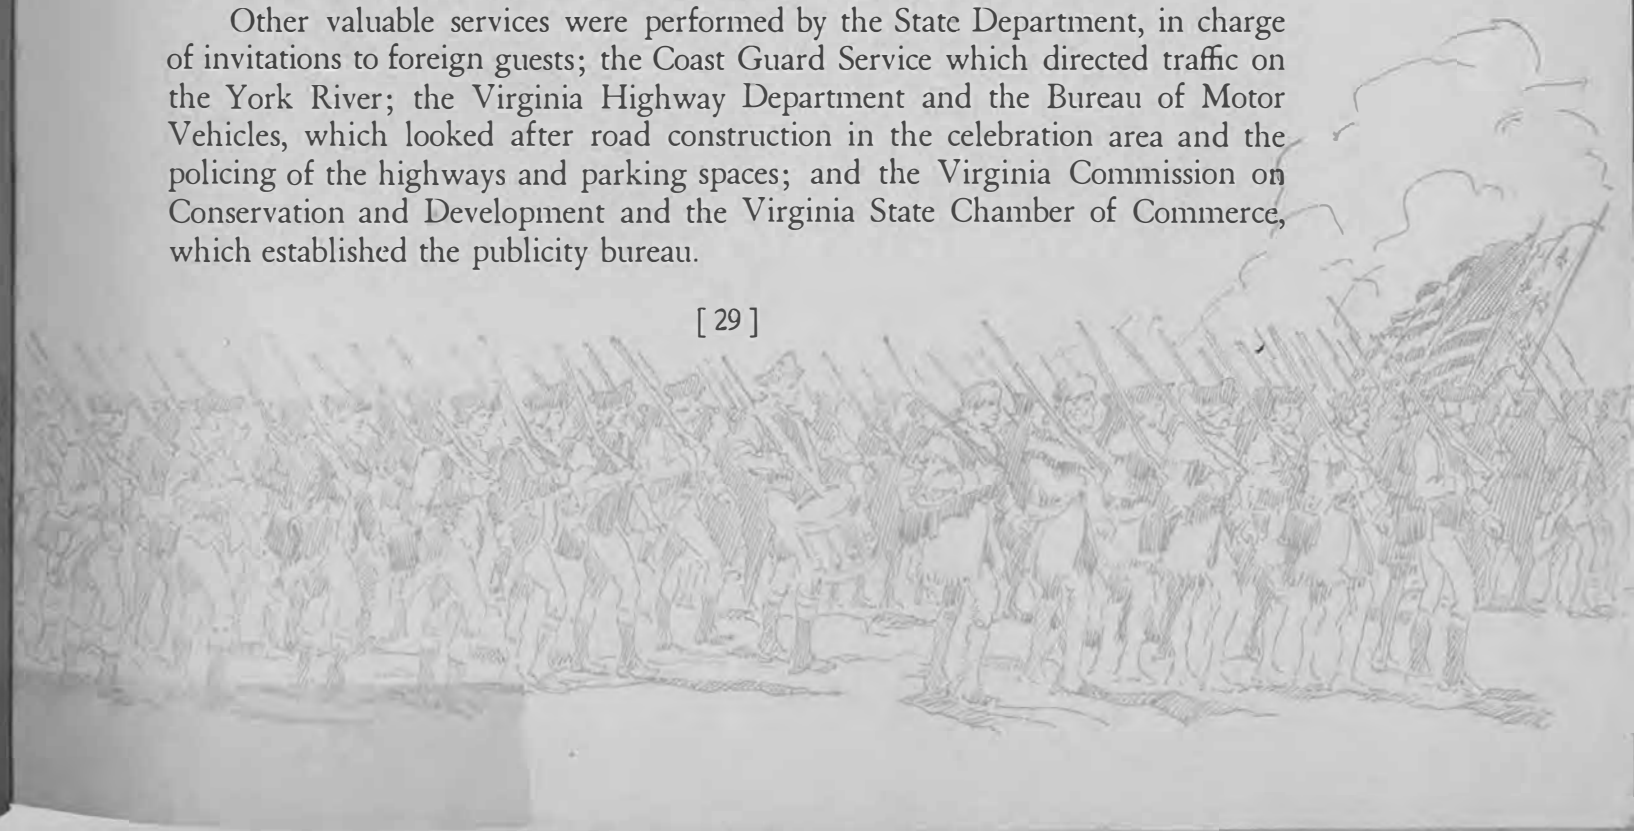 Other valuable services were performed by the State Department, in charge
of invitations to foreign guests; the Coast Guard Service which directed traffic on
the York River; the Virginia Highway Department and the Bureau of Motor
Vehicles, which looked after road construction in the celebration area and the
policing of the highways and parking spaces; and the Virginia Commission on
Conservation and Development and the Virginia State Chamber of Commerce,
which established the publicity bureau.
[ 29 ]